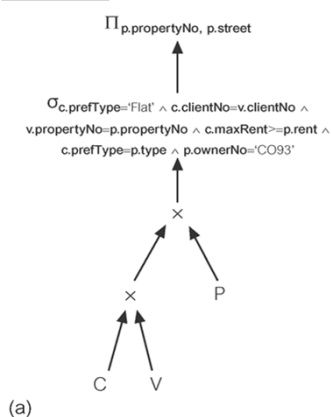 Π p.propertyNo, p.street
σ c.prefType='Flat' ∧ c.clientNo=v.clientNo ∧
v.propertyNo=p.propertyNo ∧ c.maxRent>=p.rent ∧
c.prefType=p.type ∧ p.ownerNo='CO93'
×
×
P
C
V
(a)